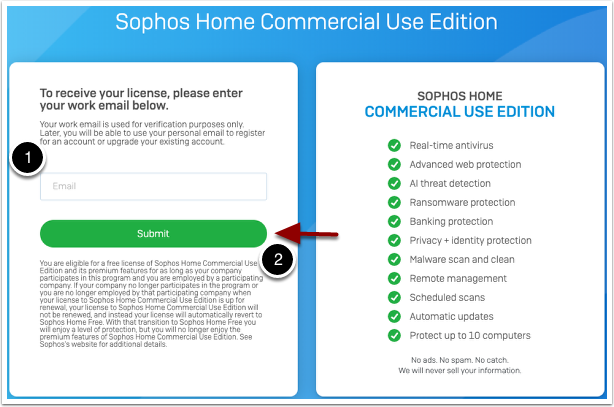 Sophos Home Commercial Use Edition
To receive your license, please enter
your work email below.
Your work email is used for verification purposes only.
Later, you will be able to use your personal email to register
for an account or upgrade your existing account.
1
Email
Submit
2
You are eligible for a free license of Sophos Home Commercial Use
Edition and its premium features for as long as your company
participates in this program and you are employed by a participating
company. If your company no longer participates in the program or
you are no longer employed by that participating company when
your license to Sophos Home Commercial Use Edition is up for
renewal, your license to Sophos Home Commercial Use Edition will
not be renewed, and instead your license will automatically revert to
Sophos Home Free. With that transition to Sophos Home Free you
will enjoy a level of protection, but you will no longer enjoy the
premium features of Sophos Home Commercial Use Edition. See
Sophos's website for additional details.
SOPHOS HOME
COMMERCIAL USE EDITION
Real-time antivirus
Advanced web protection
AI threat detection
Ransomware protection
Banking protection
Privacy + identity protection
Malware scan and clean
Remote management
Scheduled scans
Automatic updates
Protect up to 10 computers
No ads. No spam. No catch.
We will never sell your information.